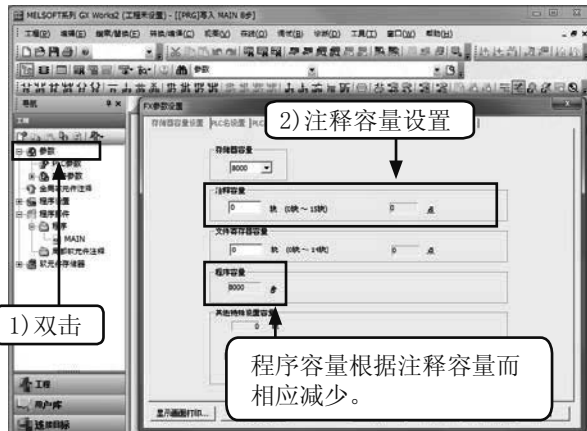 MELSOFT系列 GX Works2 (工程未设置) - [[PRG]写入 MAIN 8步]
工程(P) 编辑(E) 搜索/替换(F) 转换/编译(C) 视图(V) 在线(O) 调试(B) 诊断(D) 工具(T) 窗口(W) 帮助(H)
参数
导航
FX参数设置
工程
存储器容量设置 PLC名设置
2)注释容量设置
参数
PLC参数
全局软元件注释
程序设置
程序部件
程序
MAIN
局部软元件注释
软元件存储器
存储器容量
8000
注释容量
0 块 (0块 ~ 15块) 0 点
文件寄存器容量
0 块 (0块 ~ 14块) 0 点
程序容量
8000 步
其他特殊设置容量
0
1)双击
程序容量根据注释容量而
相应减少。
工程
用户库
连接目标
显示画面打印...